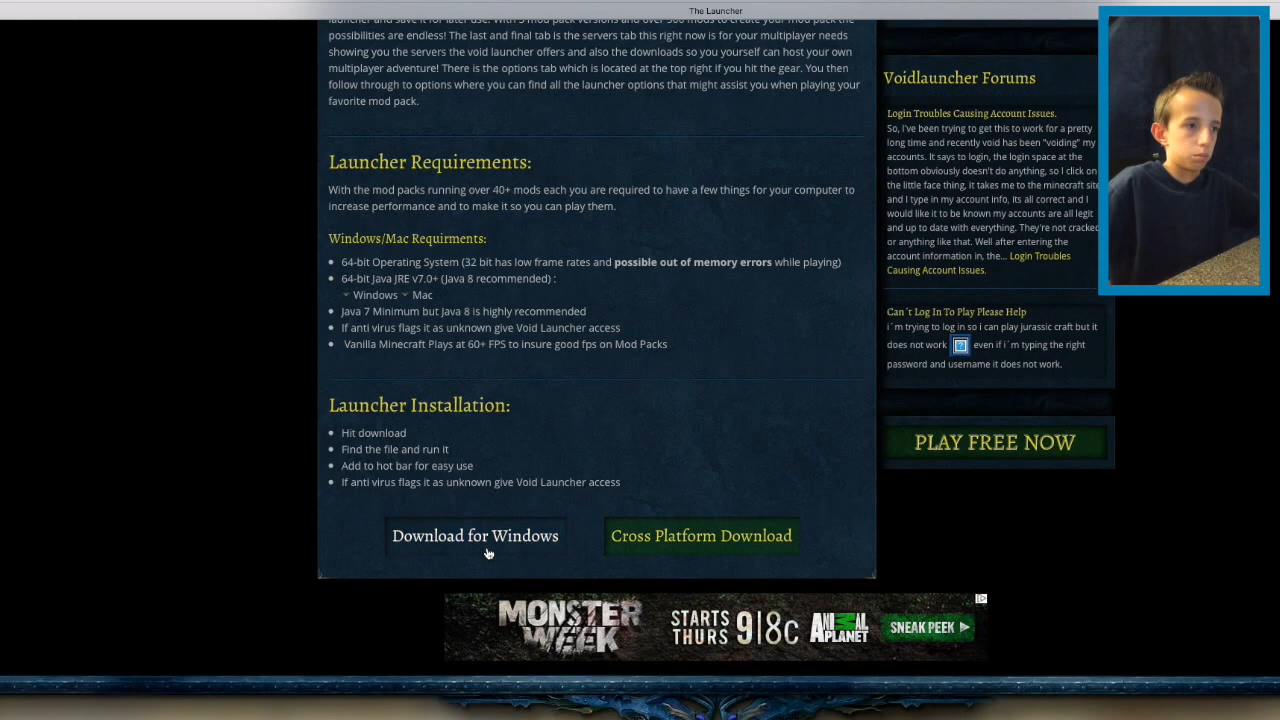 The Launcher
launcher and save it for later use. With 3 mod pack versions and over 300 mods to create your mod pack the
possibilities are endless! The last and final tab is the servers tab this right now is for your multiplayer needs
showing you the servers the void launcher offers and also the downloads so you yourself can host your own
multiplayer adventure! There is the options tab which is located at the top right if you hit the gear. You then
follow through to options where you can find all the launcher options that might assist you when playing your
favorite mod pack.
Launcher Requirements:
With the mod packs running over 40+ mods each you are required to have a few things for your computer to
increase performance and to make it so you can play them.
Windows/Mac Requirments:
64-bit Operating System (32 bit has low frame rates and possible out of memory errors while playing)
64-bit Java JRE v7.0+ (Java 8 recommended) :
Windows Mac
Java 7 Minimum but Java 8 is highly recommended
If anti virus flags it as unknown give Void Launcher access
Vanilla Minecraft Plays at 60+ FPS to insure good fps on Mod Packs
Launcher Installation:
Hit download
Find the file and run it
Add to hot bar for easy use
If anti virus flags it as unknown give Void Launcher access
Download for Windows
Cross Platform Download
Voidlauncher Forums
Login Troubles Causing Account Issues.
So, I've been trying to get this to work for a pretty
long time and recently void has been "voiding" my
accounts. It says to login, the login space at the
bottom obviously doesn't do anything, so I click on
the little face thing, it takes me to the minecraft site
and I type in my account info, its all correct and I
would like it to be known my accounts are all legit
and up to date with everything. They're not cracked
or anything like that. Well after entering the
account information in, the... Login Troubles
Causing Account Issues.
Can´t Log In To Play Please Help
i´m trying to log in so i can play jurassic craft but it
does not work ? even if i´m typing the right
password and username it does not work.
PLAY FREE NOW
MONSTER WEEK
STARTS THURS 9|8c
ANIMAL PLANET
SNEAK PEEK